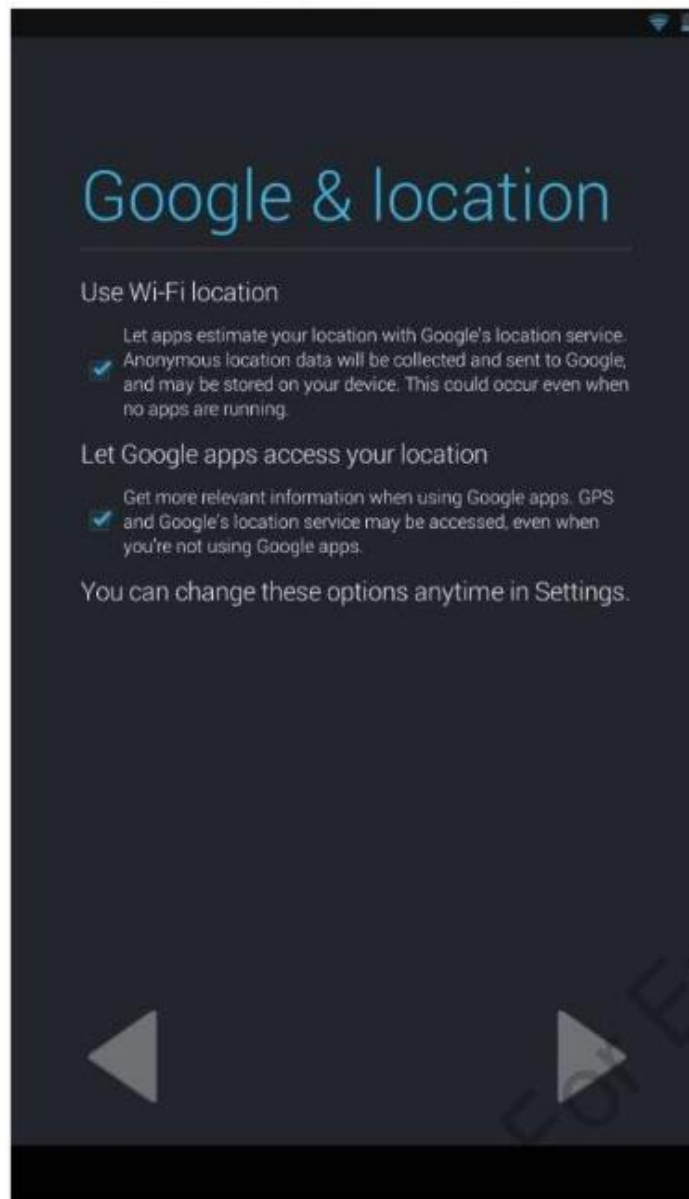 Google & location
Use Wi-Fi location
Let apps estimate your location with Google's location service.
Anonymous location data will be collected and sent to Google,
and may be stored on your device. This could occur even when
no apps are running.
Let Google apps access your location
Get more relevant information when using Google apps. GPS
and Google's location service may be accessed, even when
you're not using Google apps.
You can change these options anytime in Settings.
For